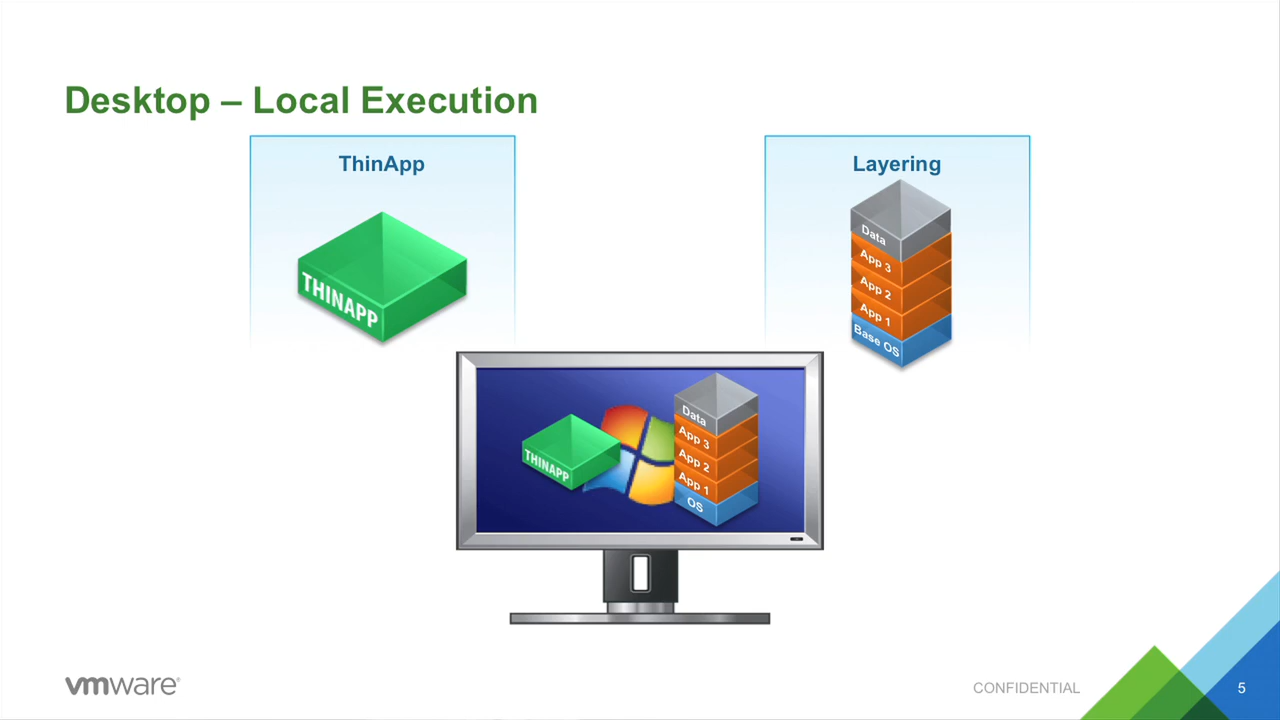 Desktop – Local Execution
ThinApp
Layering
THINAPP
Data
App 3
App 2
App 1
Base OS
THINAPP
Data
App 3
App 2
App 1
OS
vmware®
CONFIDENTIAL
5